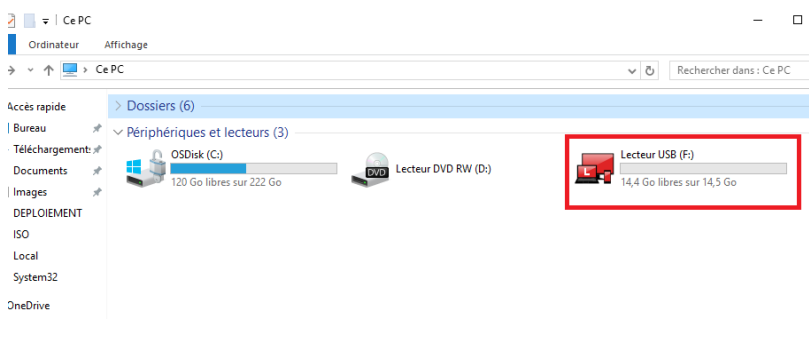 Ce PC
Ordinateur Affichage
Ce PC
Rechercher dans : Ce PC
Accès rapide
Bureau
Téléchargements
Documents
Images
DEPLOIEMENT
ISO
Local
System32
OneDrive
Dossiers (6)
Périphériques et lecteurs (3)
OSDisk (C:)
120 Go libres sur 222 Go
DVD
Lecteur DVD RW (D:)
Lecteur USB (F:)
14,4 Go libres sur 14,5 Go